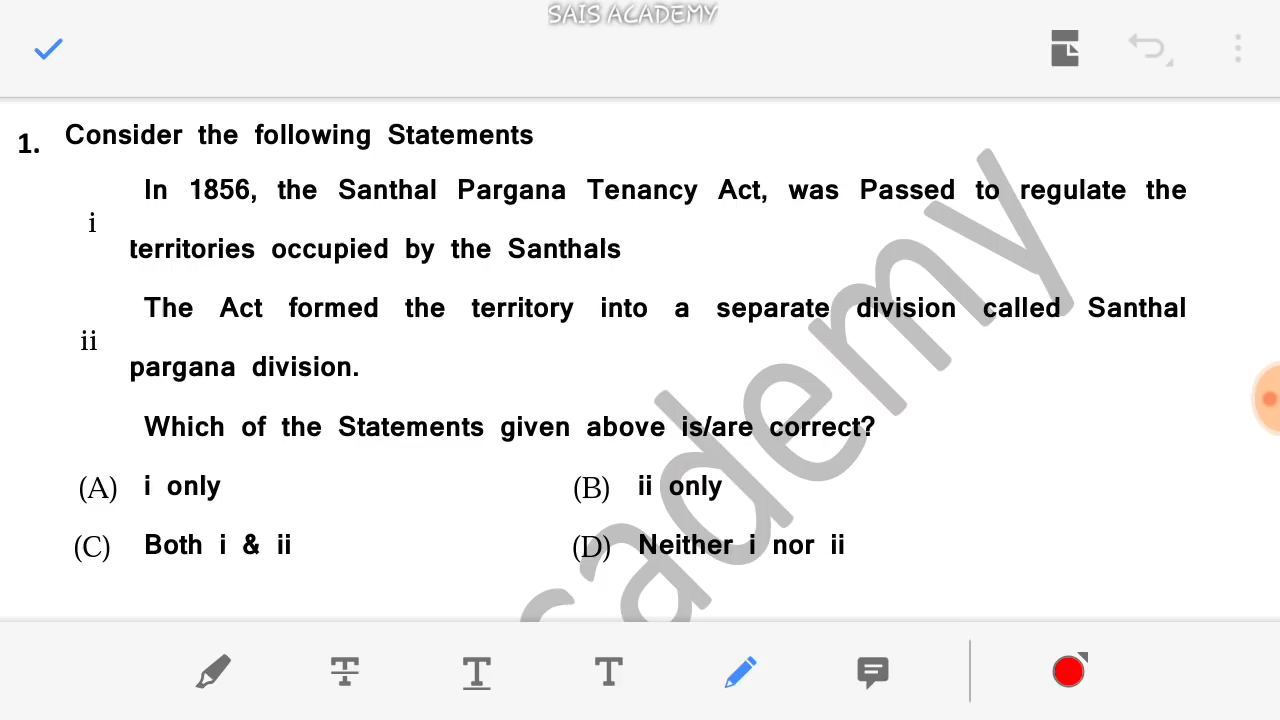 SAIS ACADEMY
1. Consider the following Statements
In 1856, the Santhal Pargana Tenancy Act, was Passed to regulate the
i
territories occupied by the Santhals
The Act formed the territory into a separate division called Santhal
ii
pargana division.
Which of the Statements given above is/are correct?
(A) i only (B) ii only
(C) Both i & ii (D) Neither i nor ii